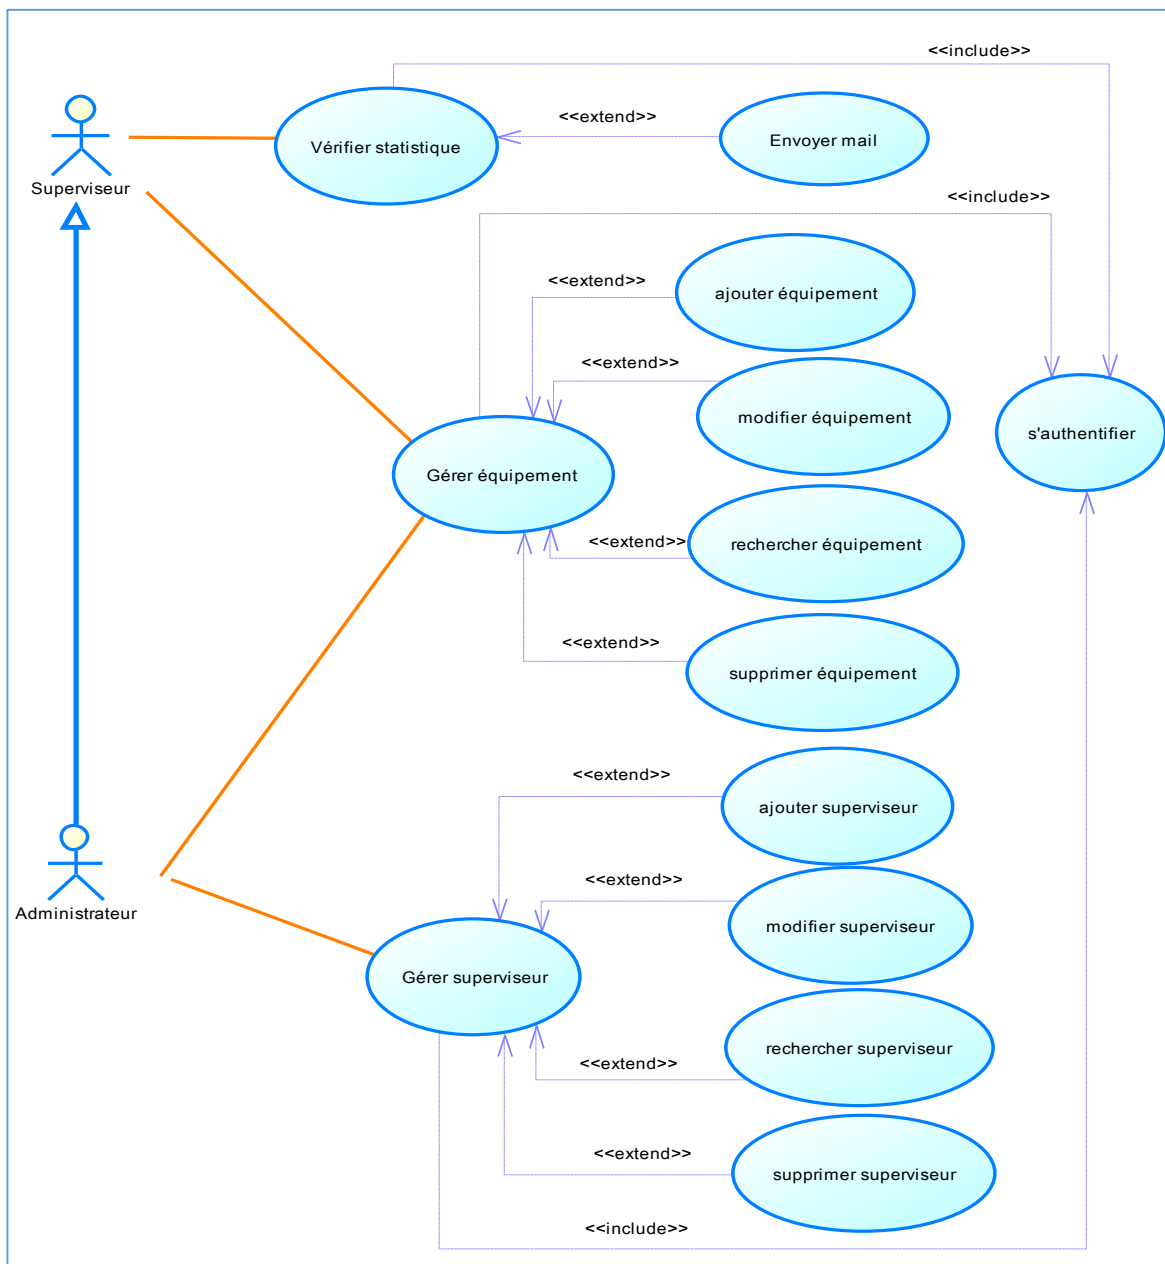 <<include>>
<<extend>>
Vérifier statistique
Envoyer mail
Superviseur
<<include>>
<<extend>>
ajouter équipement
<<extend>>
modifier équipement
s'authentifier
Gérer équipement
<<extend>>
rechercher équipement
<<extend>>
supprimer équipement
<<extend>>
ajouter superviseur
<<extend>>
Administrateur
modifier superviseur
Gérer superviseur
rechercher superviseur
<<extend>>
<<extend>>
supprimer superviseur
<<include>>